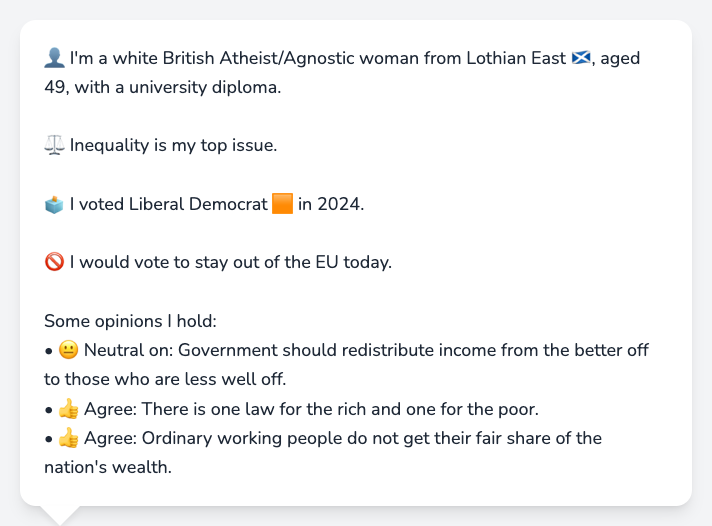 👤 I'm a white British Atheist/Agnostic woman from Lothian East 🏴󠁧󠁢󠁳󠁣󠁴󠁿, aged
49, with a university diploma.
⚖️ Inequality is my top issue.
🗳️ I voted Liberal Democrat 🟧 in 2024.
🚫 I would vote to stay out of the EU today.
Some opinions I hold:
• 😐 Neutral on: Government should redistribute income from the better off
to those who are less well off.
• 👍 Agree: There is one law for the rich and one for the poor.
• 👍 Agree: Ordinary working people do not get their fair share of the
nation's wealth.